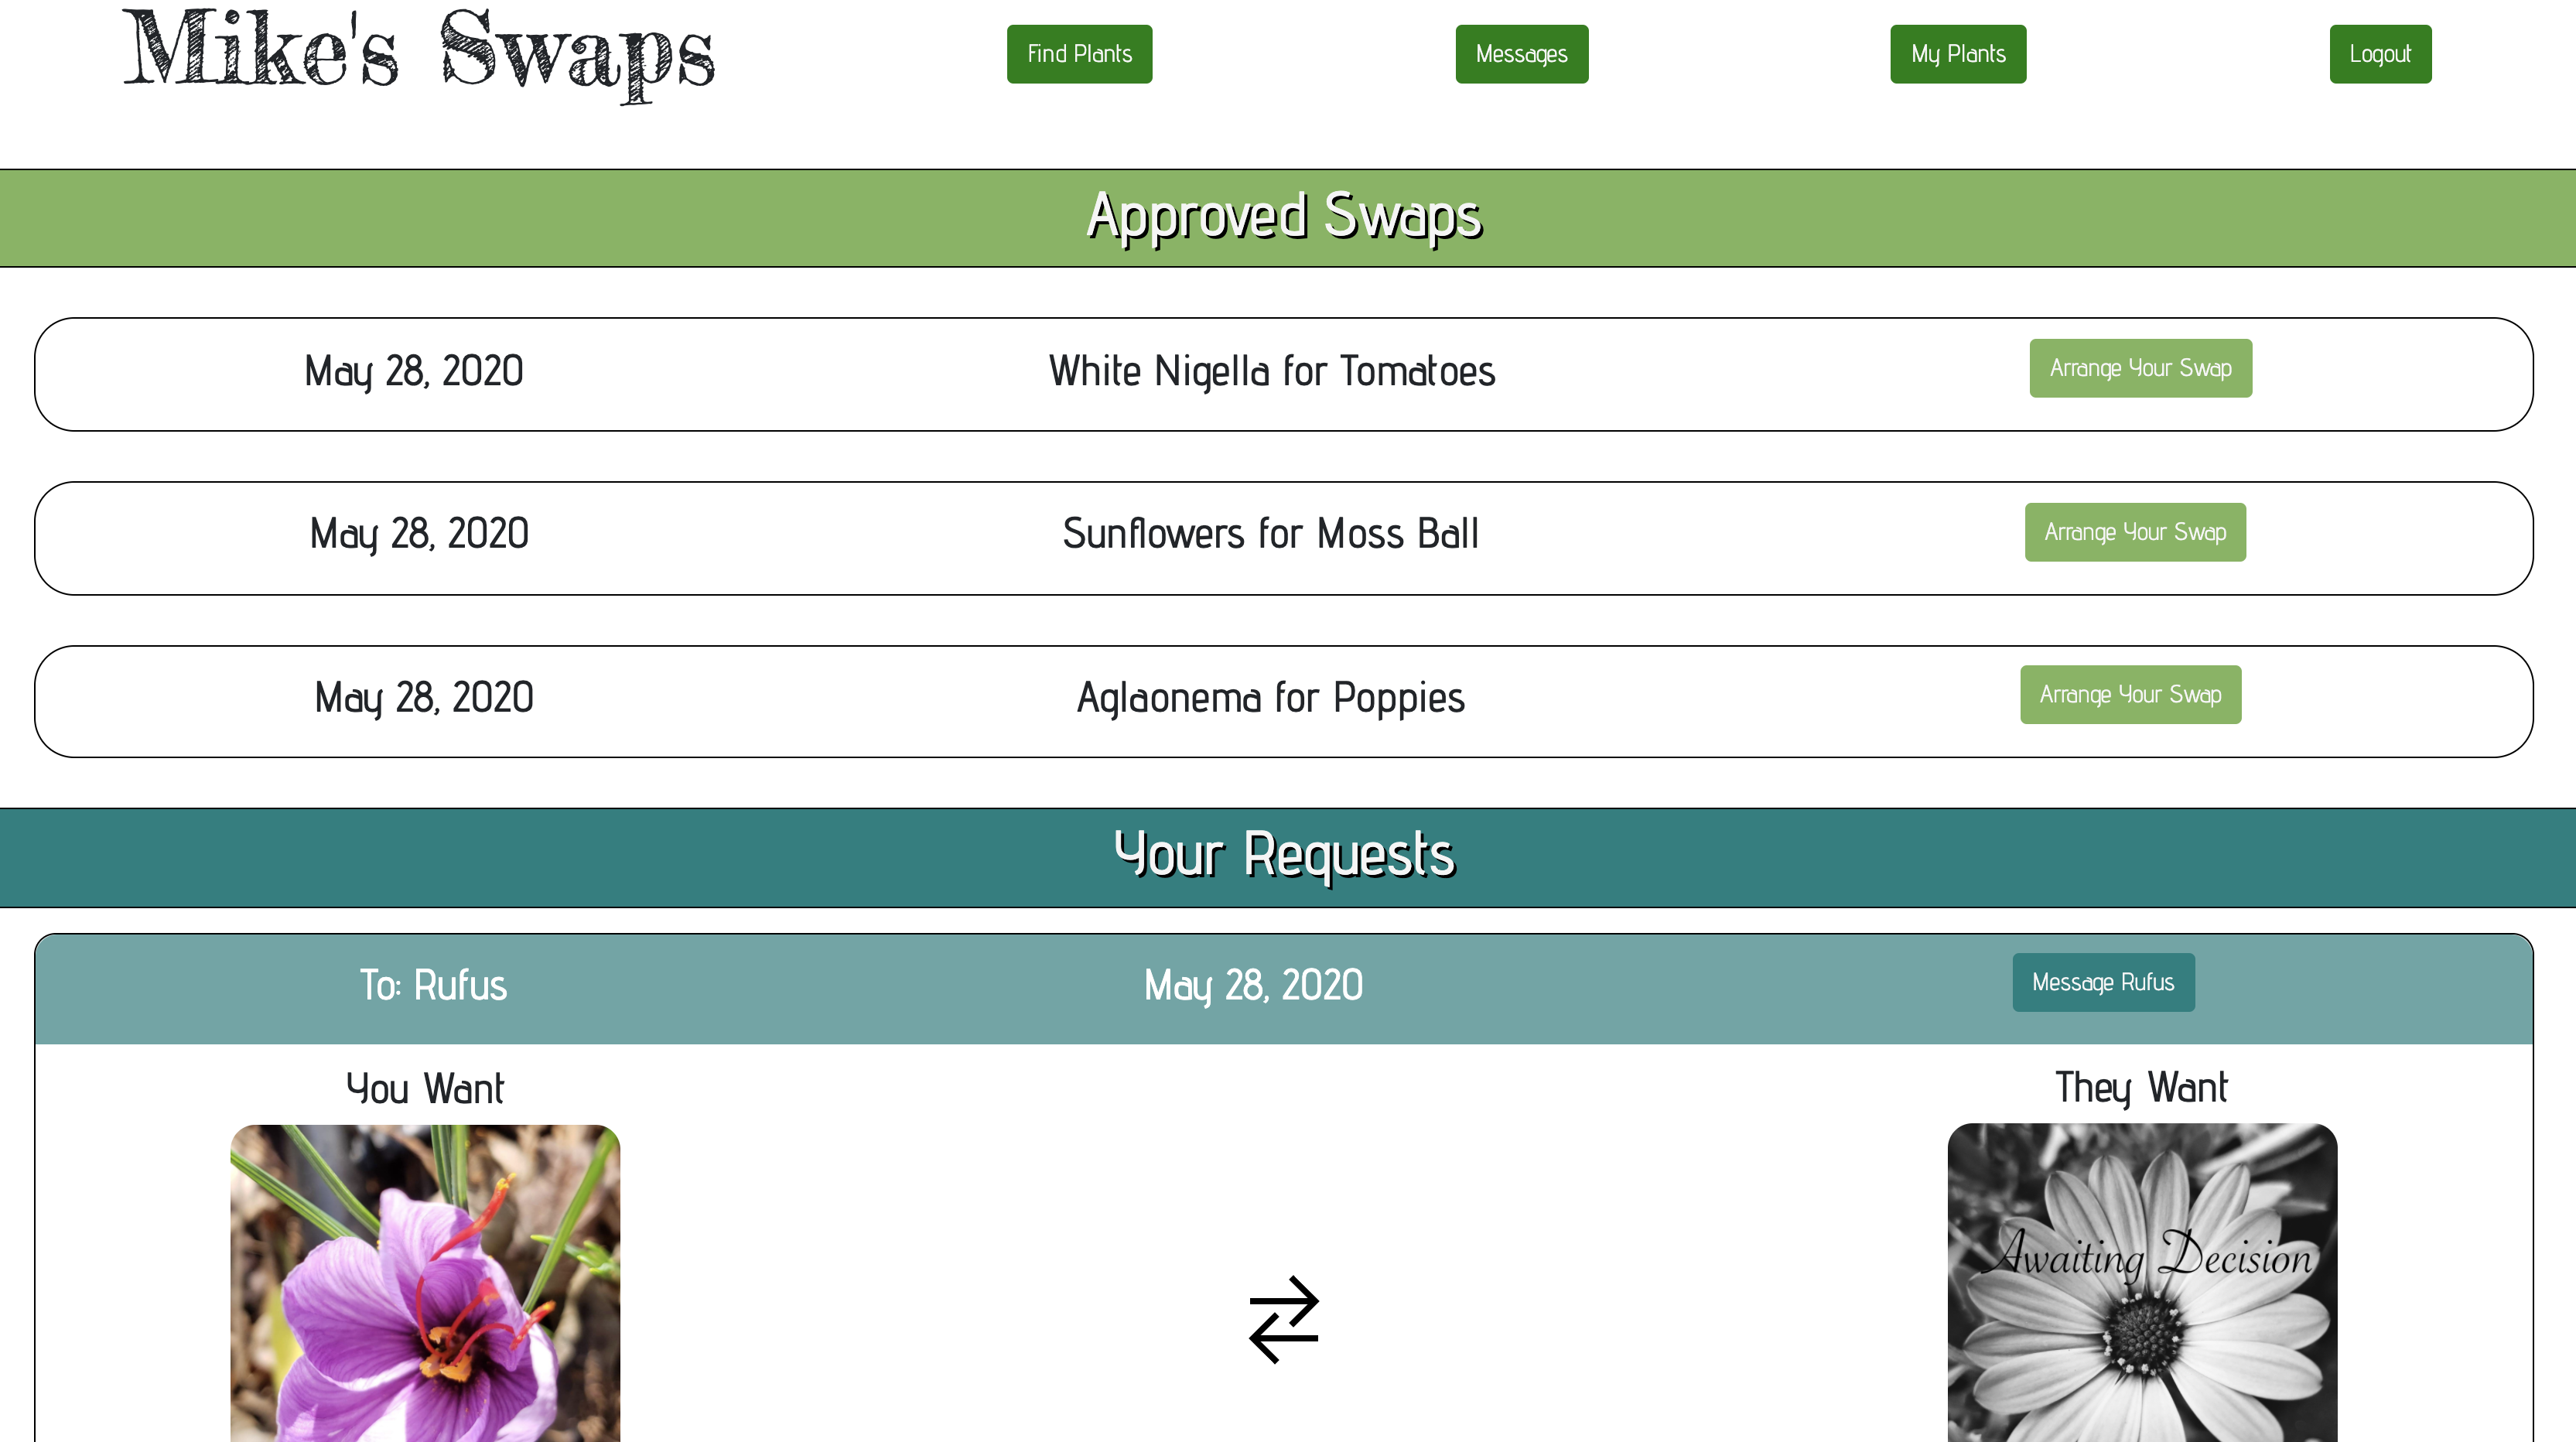 Mike's Swaps
Find Plants
Messages
My Plants
Logout
Approved Swaps
May 28, 2020
White Nigella for Tomatoes
Arrange Your Swap
May 28, 2020
Sunflowers for Moss Ball
Arrange Your Swap
May 28, 2020
Aglaonema for Poppies
Arrange Your Swap
Your Requests
To: Rufus
May 28, 2020
Message Rufus
You Want
They Want
Awaiting Decision